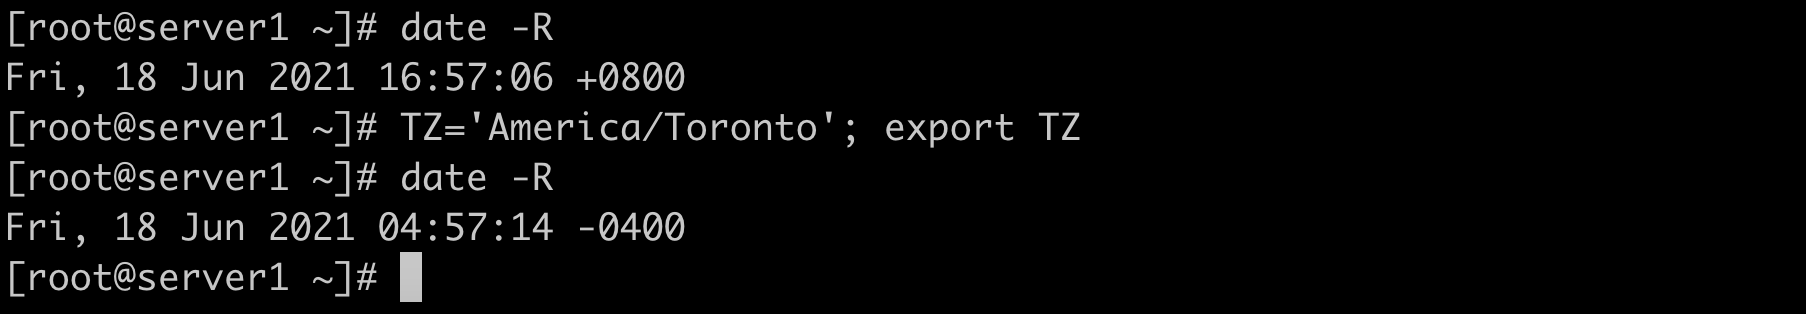 [root@server1 ~]# date -R
Fri, 18 Jun 2021 16:57:06 +0800
[root@server1 ~]# TZ='America/Toronto'; export TZ
[root@server1 ~]# date -R
Fri, 18 Jun 2021 04:57:14 -0400
[root@server1 ~]#